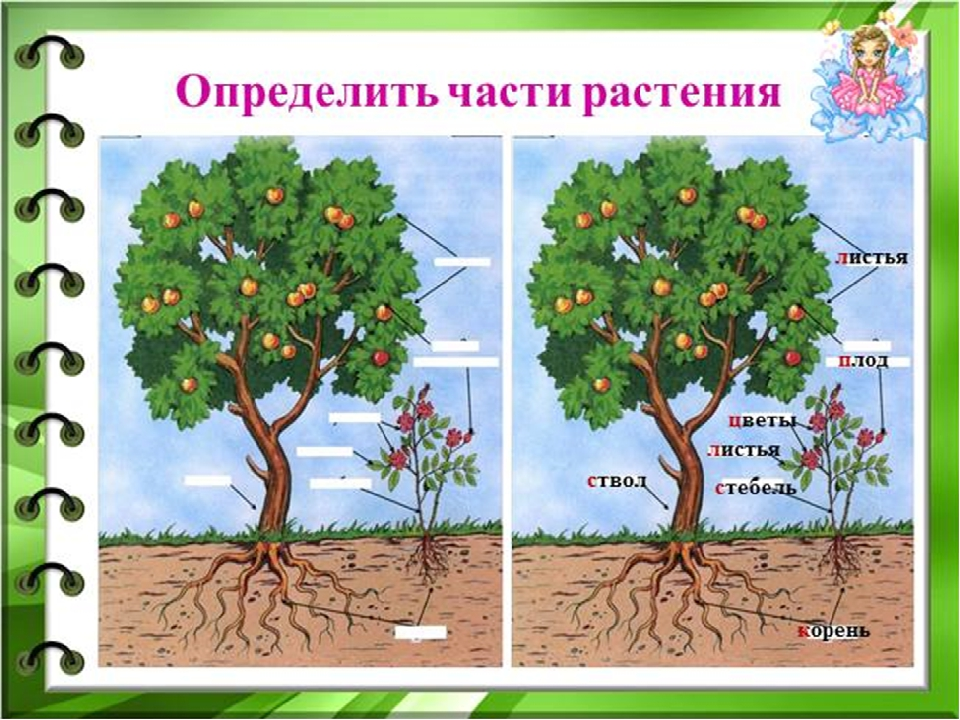 Определить части растения
листья
плод
цветы
листья
ствол
стебель
корень